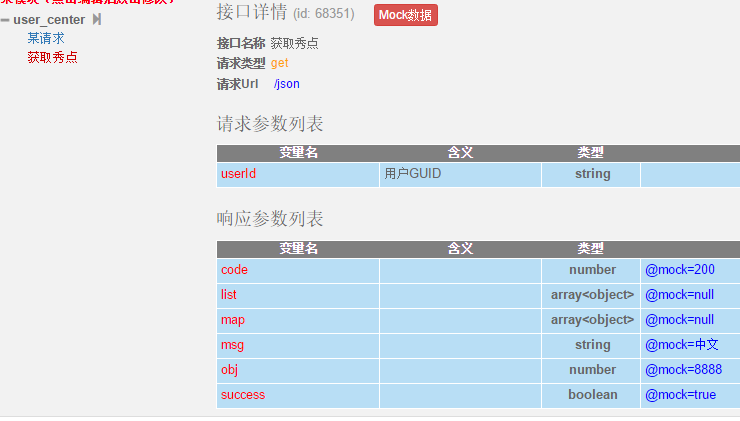 user_center
某请求
获取秀点
接口详情 (id: 68351) Mock数据
接口名称 获取秀点
请求类型 get
请求Url /json
请求参数列表
变量名 含义 类型
userId 用户GUID string
响应参数列表
变量名 含义 类型
code number @mock=200
list array<object> @mock=null
map array<object> @mock=null
msg string @mock=中文
obj number @mock=8888
success boolean @mock=true